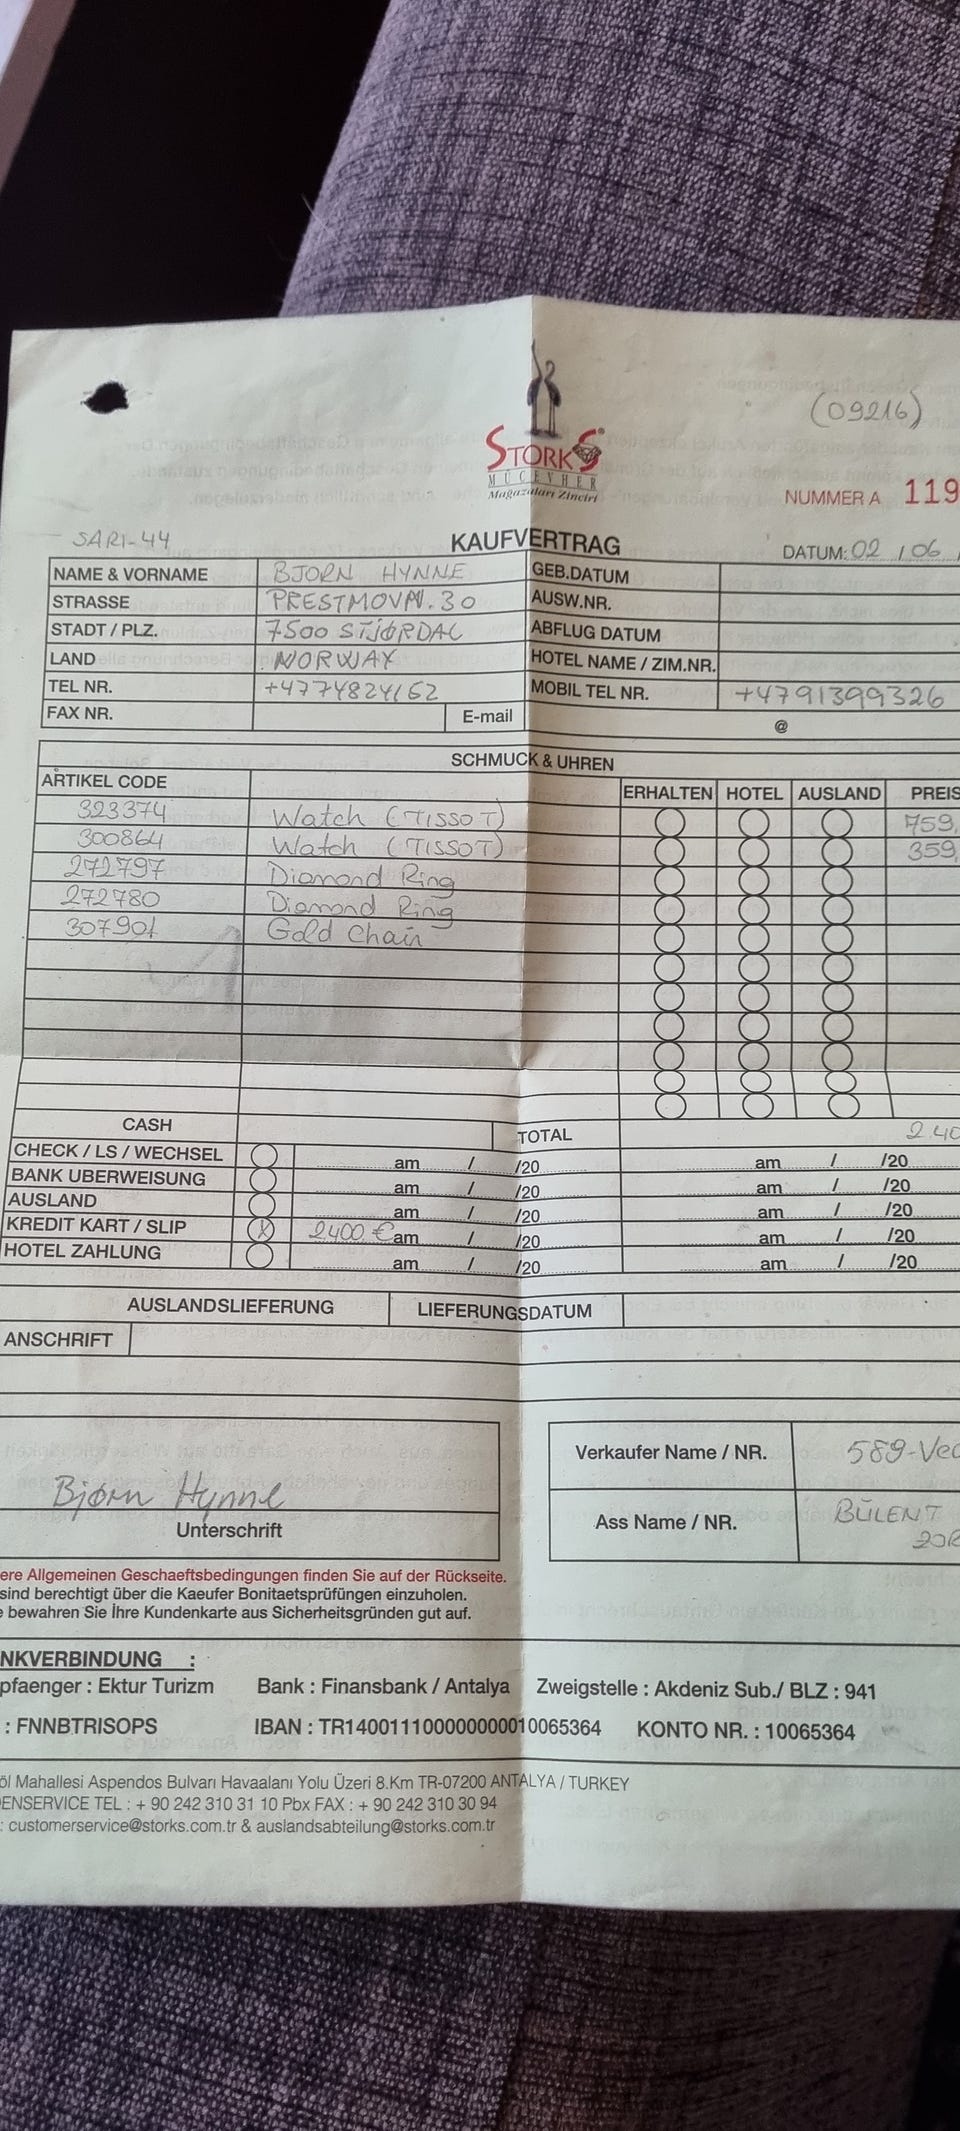 (09216)
STORKS®
MÜCEVHER
Mağazaları Zinciri
NUMMER A 119
SARI-44
KAUFVERTRAG
DATUM: 02 / 06 /
NAME & VORNAME BJORN HYNNE GEB.DATUM
STRASSE PRESTMOVN. 30 AUSW.NR.
STADT / PLZ. 7500 STJØRDAL ABFLUG DATUM
LAND NORWAY HOTEL NAME / ZIM.NR.
TEL NR. +4774824162 MOBIL TEL NR. +4791399326
FAX NR. E-mail @
SCHMUCK & UHREN
ARTIKEL CODE ERHALTEN HOTEL AUSLAND PREIS
323374 Watch (TISSOT) 759,
300864 Watch (TISSOT) 359,
272797 Diamond Ring
272780 Diamond Ring
307901 Gold Chain
CASH TOTAL 240
CHECK / LS / WECHSEL am / /20 am / /20
BANK UBERWEISUNG am / /20 am / /20
AUSLAND am / /20 am / /20
KREDIT KART / SLIP X 2400 € am / /20 am / /20
HOTEL ZAHLUNG am / /20 am / /20
AUSLANDSLIEFERUNG LIEFERUNGSDATUM
ANSCHRIFT
Verkaufer Name / NR. 589-Ved
Bjørn Hynne
Unterschrift
Ass Name / NR. BÜLENT
ere Allgemeinen Geschaeftsbedingungen finden Sie auf der Rückseite.
sind berechtigt über die Kaeufer Bonitaetsprüfüngen einzuholen.
e bewahren Sie İhre Kundenkarte aus Sicherheitsgründen gut auf.
NKVERBINDUNG :
pfaenger : Ektur Turizm Bank : Finansbank / Antalya Zweigstelle : Akdeniz Sub./ BLZ : 941
: FNNBTRISOPS IBAN : TR140011100000000010065364 KONTO NR. : 10065364
öl Mahallesi Aspendos Bulvarı Havaalanı Yolu Üzeri 8.Km TR-07200 ANTALYA / TURKEY
DENSERVICE TEL : + 90 242 310 31 10 Pbx FAX : + 90 242 310 30 94
: customerservice@storks.com.tr & auslandsabteilung@storks.com.tr